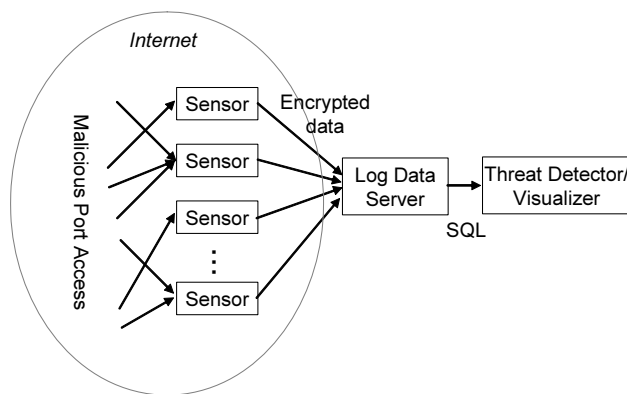 Internet
Malicious Port Access
Sensor
Encrypted
data
Sensor
Sensor
⋮
Sensor
Log Data
Server
SQL
Threat Detector/
Visualizer